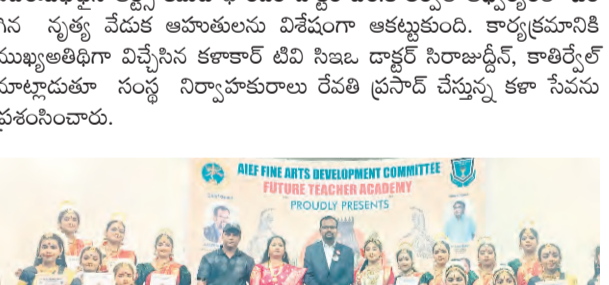 గిన నృత్య వేడుక ఆహుతులను విశేషంగా ఆకట్టుకుంది. కార్యక్రమానికి
ముఖ్యఅతిథిగా విచ్చేసిన కళాకార్ టివి సిఇఒ డాక్టర్ సిరాజుద్దీన్, కాతిర్వేల్
మాట్లాడుతూ సంస్థ నిర్వాహకురాలు రేవతి ప్రసాద్ చేస్తున్న కళా సేవను
ప్రశంసించారు.
AIEF FINE ARTS DEVELOPMENT COMMITTEE
FUTURE TEACHER ACADEMY
"PROUDLY PRESENTS